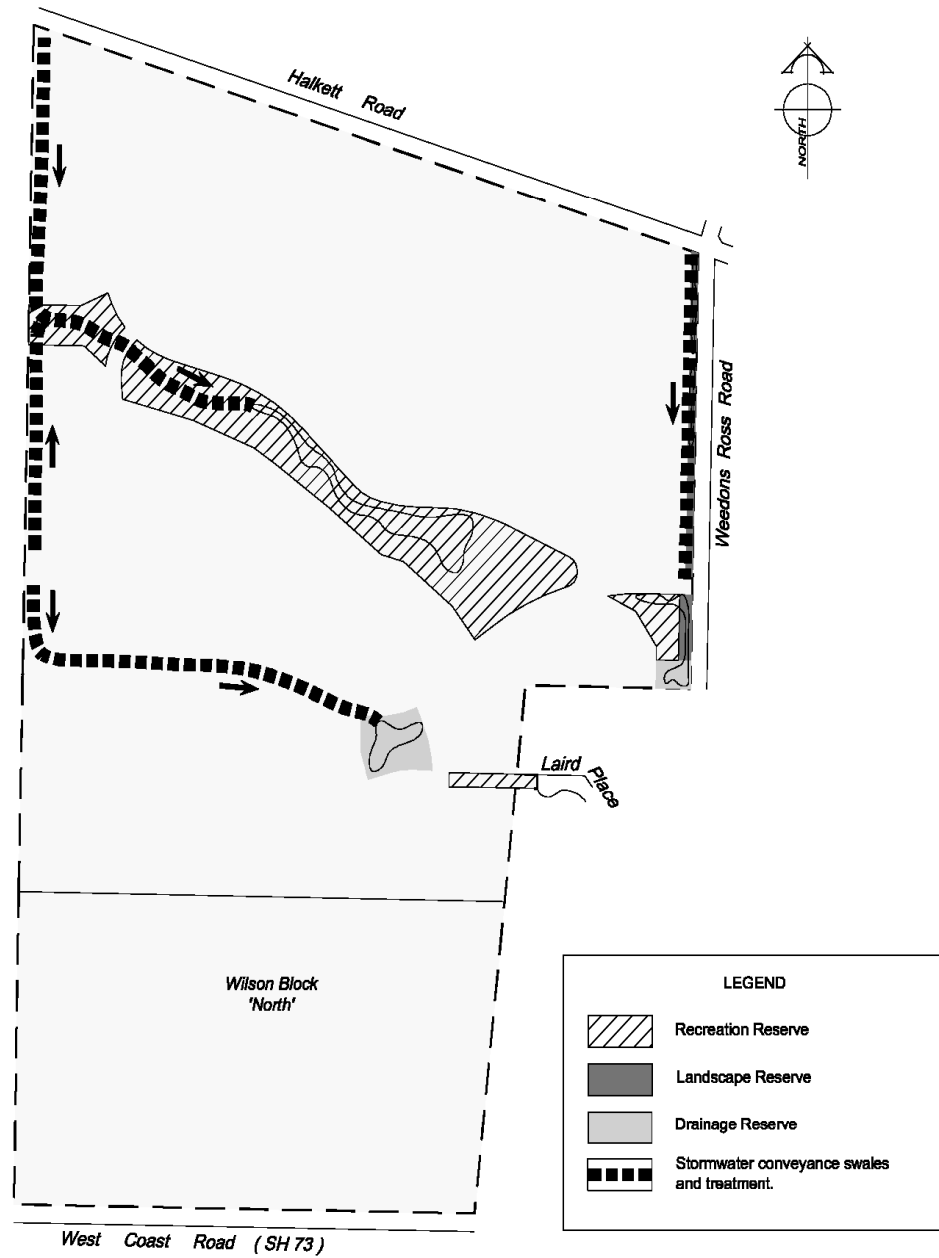 Halkett Road
NORTH
Weedons Ross Road
Laird
Place
Wilson Block
'North'
LEGEND
Recreation Reserve
Landscape Reserve
Drainage Reserve
Stormwater conveyance swales
and treatment.
West Coast Road ( SH 73 )